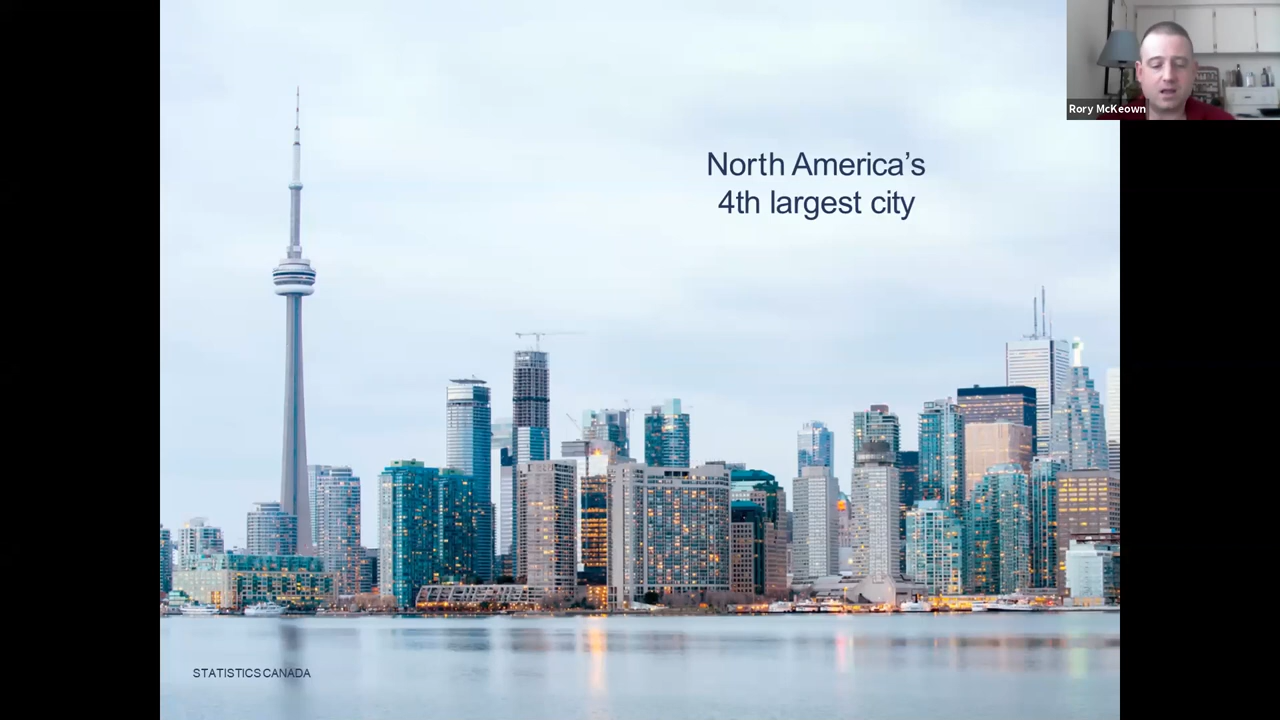 Rory McKeown
North America’s
4th largest city
STATISTICS CANADA